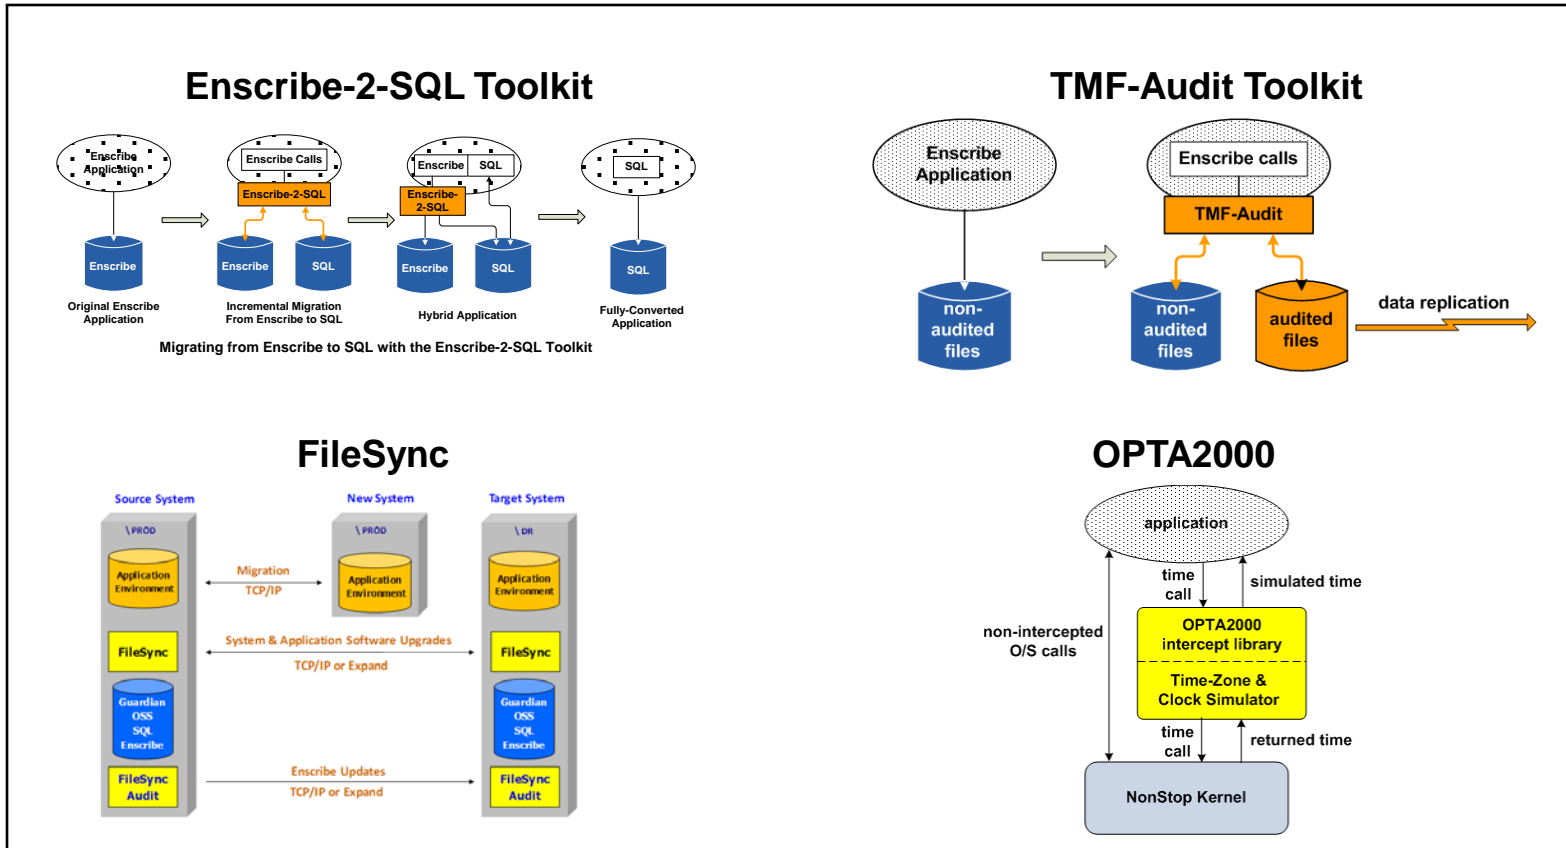 Enscribe-2-SQL Toolkit
Enscribe
Application
Enscribe
Original Enscribe
Application
Enscribe Calls
Enscribe-2-SQL
Enscribe
SQL
Incremental Migration
From Enscribe to SQL
Enscribe
SQL
Enscribe-
2-SQL
Enscribe
SQL
Hybrid Application
SQL
SQL
Fully-Converted
Application
Migrating from Enscribe to SQL with the Enscribe-2-SQL Toolkit
TMF-Audit Toolkit
Enscribe
Application
non-
audited
files
Enscribe calls
TMF-Audit
non-
audited
files
audited
files
data replication
FileSync
Source System
New System
Target System
\ PROD
\ PROD
\ DR
Application
Environment
Migration
TCP/IP
Application
Environment
Application
Environment
FileSync
System & Application Software Upgrades
TCP/IP or Expand
FileSync
Guardian
OSS
SQL
Enscribe
Guardian
OSS
SQL
Enscribe
FileSync
Audit
Enscribe Updates
TCP/IP or Expand
FileSync
Audit
OPTA2000
application
time
call
simulated time
non-intercepted
O/S calls
OPTA2000
intercept library
Time-Zone &
Clock Simulator
time
call
returned time
NonStop Kernel